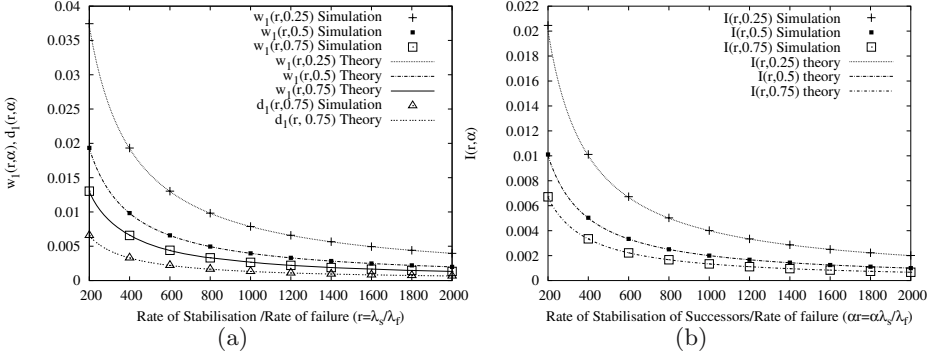 w₁(r,α), d₁(r,α)
0.04
0.035
0.03
0.025
0.02
0.015
0.01
0.005
0
w₁(r,0.25) Simulation
w₁(r,0.5) Simulation
w₁(r,0.75) Simulation
w₁(r,0.25) Theory
w₁(r,0.5) Theory
w₁(r,0.75) Theory
d₁(r,0.75) Simulation
d₁(r, 0.75) Theory
200 400 600 800 1000 1200 1400 1600 1800 2000
Rate of Stabilisation /Rate of failure (r=λₛ/λf)
(a)
I(r,α)
0.022
0.02
0.018
0.016
0.014
0.012
0.01
0.008
0.006
0.004
0.002
0
I(r,0.25) Simulation
I(r,0.5) Simulation
I(r,0.75) Simulation
I(r,0.25) theory
I(r,0.5) theory
I(r,0.75) theory
200 400 600 800 1000 1200 1400 1600 1800 2000
Rate of Stabilisation of Successors/Rate of failure (αr=αλₛ/λf)
(b)